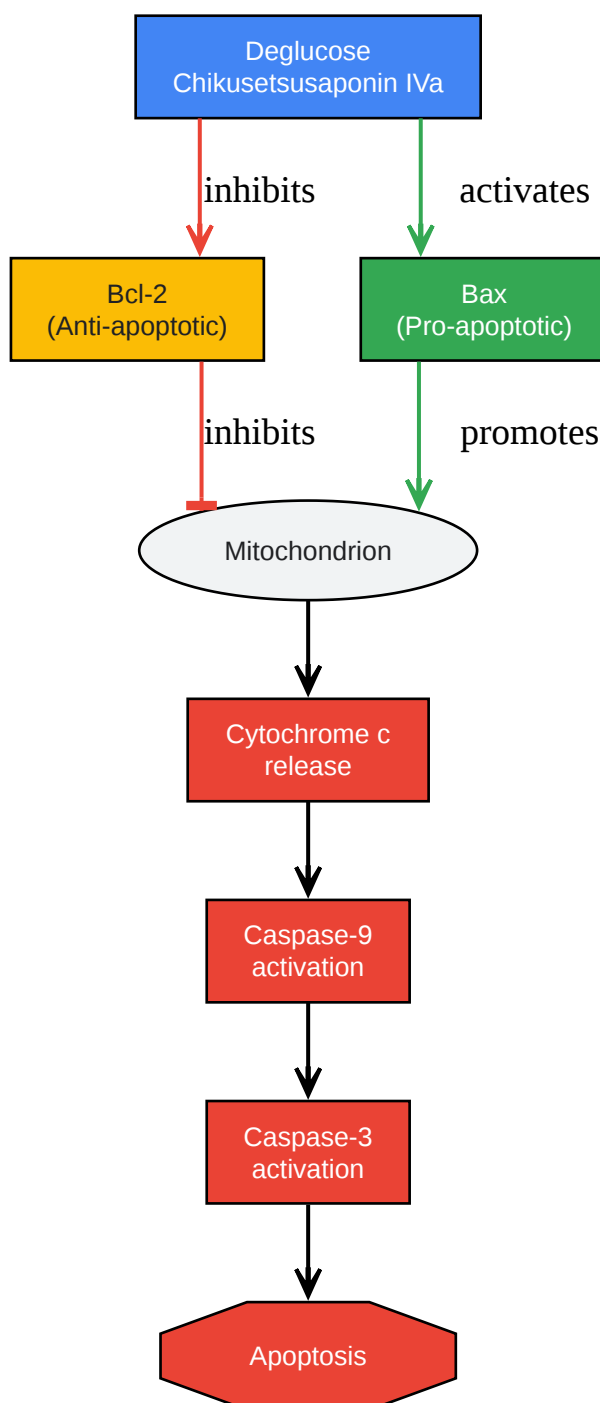 Deglucose
Chikusetsusaponin IVa
inhibits
activates
Bcl-2
(Anti-apoptotic)
Bax
(Pro-apoptotic)
inhibits
promotes
Mitochondrion
Cytochrome c
release
Caspase-9
activation
Caspase-3
activation
Apoptosis